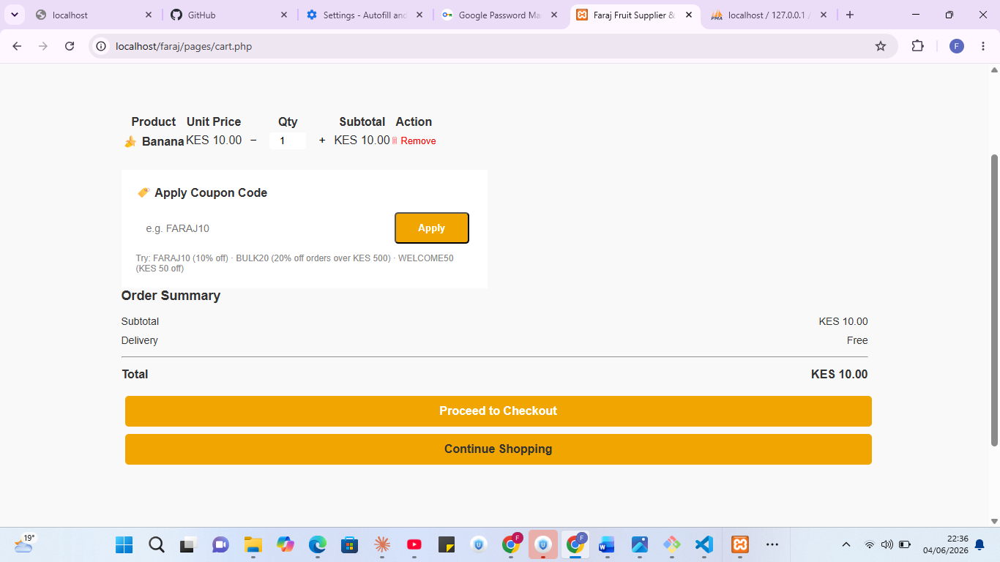 localhost
GitHub
Settings - Autofill and
Google Password Ma
Faraj Fruit Supplier &
localhost / 127.0.0.1 /
localhost/faraj/pages/cart.php
F
Product Unit Price Qty Subtotal Action
Banana KES 10.00 − 1 + KES 10.00 Remove
Apply Coupon Code
e.g. FARAJ10
Apply
Try: FARAJ10 (10% off) · BULK20 (20% off orders over KES 500) · WELCOME50
(KES 50 off)
Order Summary
Subtotal KES 10.00
Delivery Free
Total KES 10.00
Proceed to Checkout
Continue Shopping
19°
F
F
22:36
04/06/2026